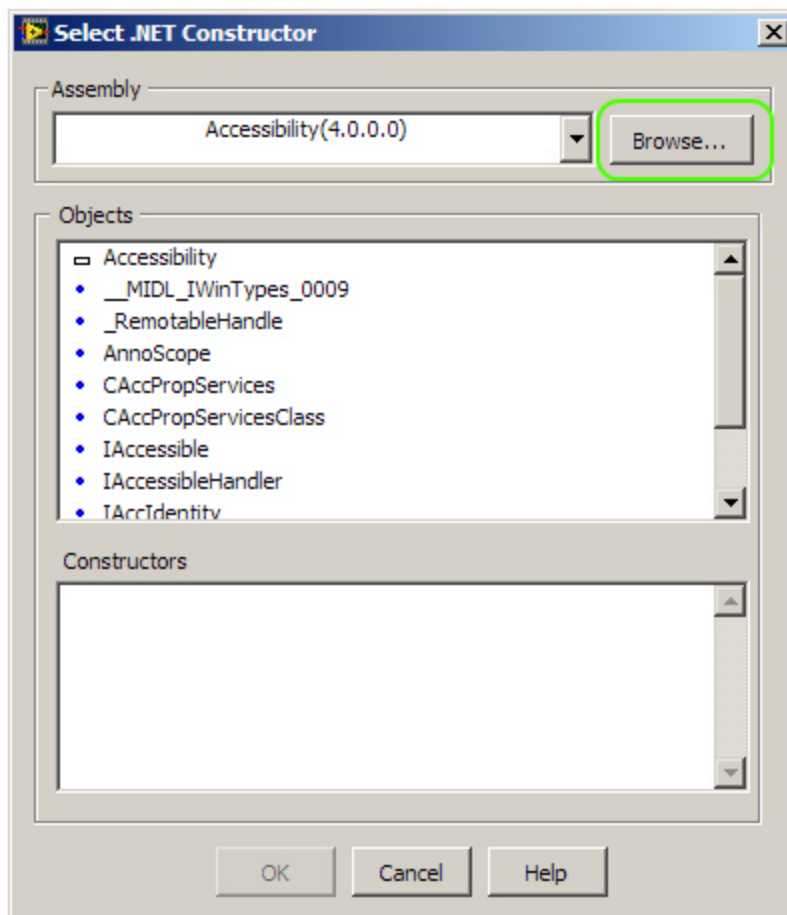 Select .NET Constructor
Assembly
Accessibility(4.0.0.0)
Browse...
Objects
Accessibility
__MIDL_IWinTypes_0009
_RemotableHandle
AnnoScope
CAccPropServices
CAccPropServicesClass
IAccessible
IAccessibleHandler
IAccIdentity
Constructors
OK
Cancel
Help